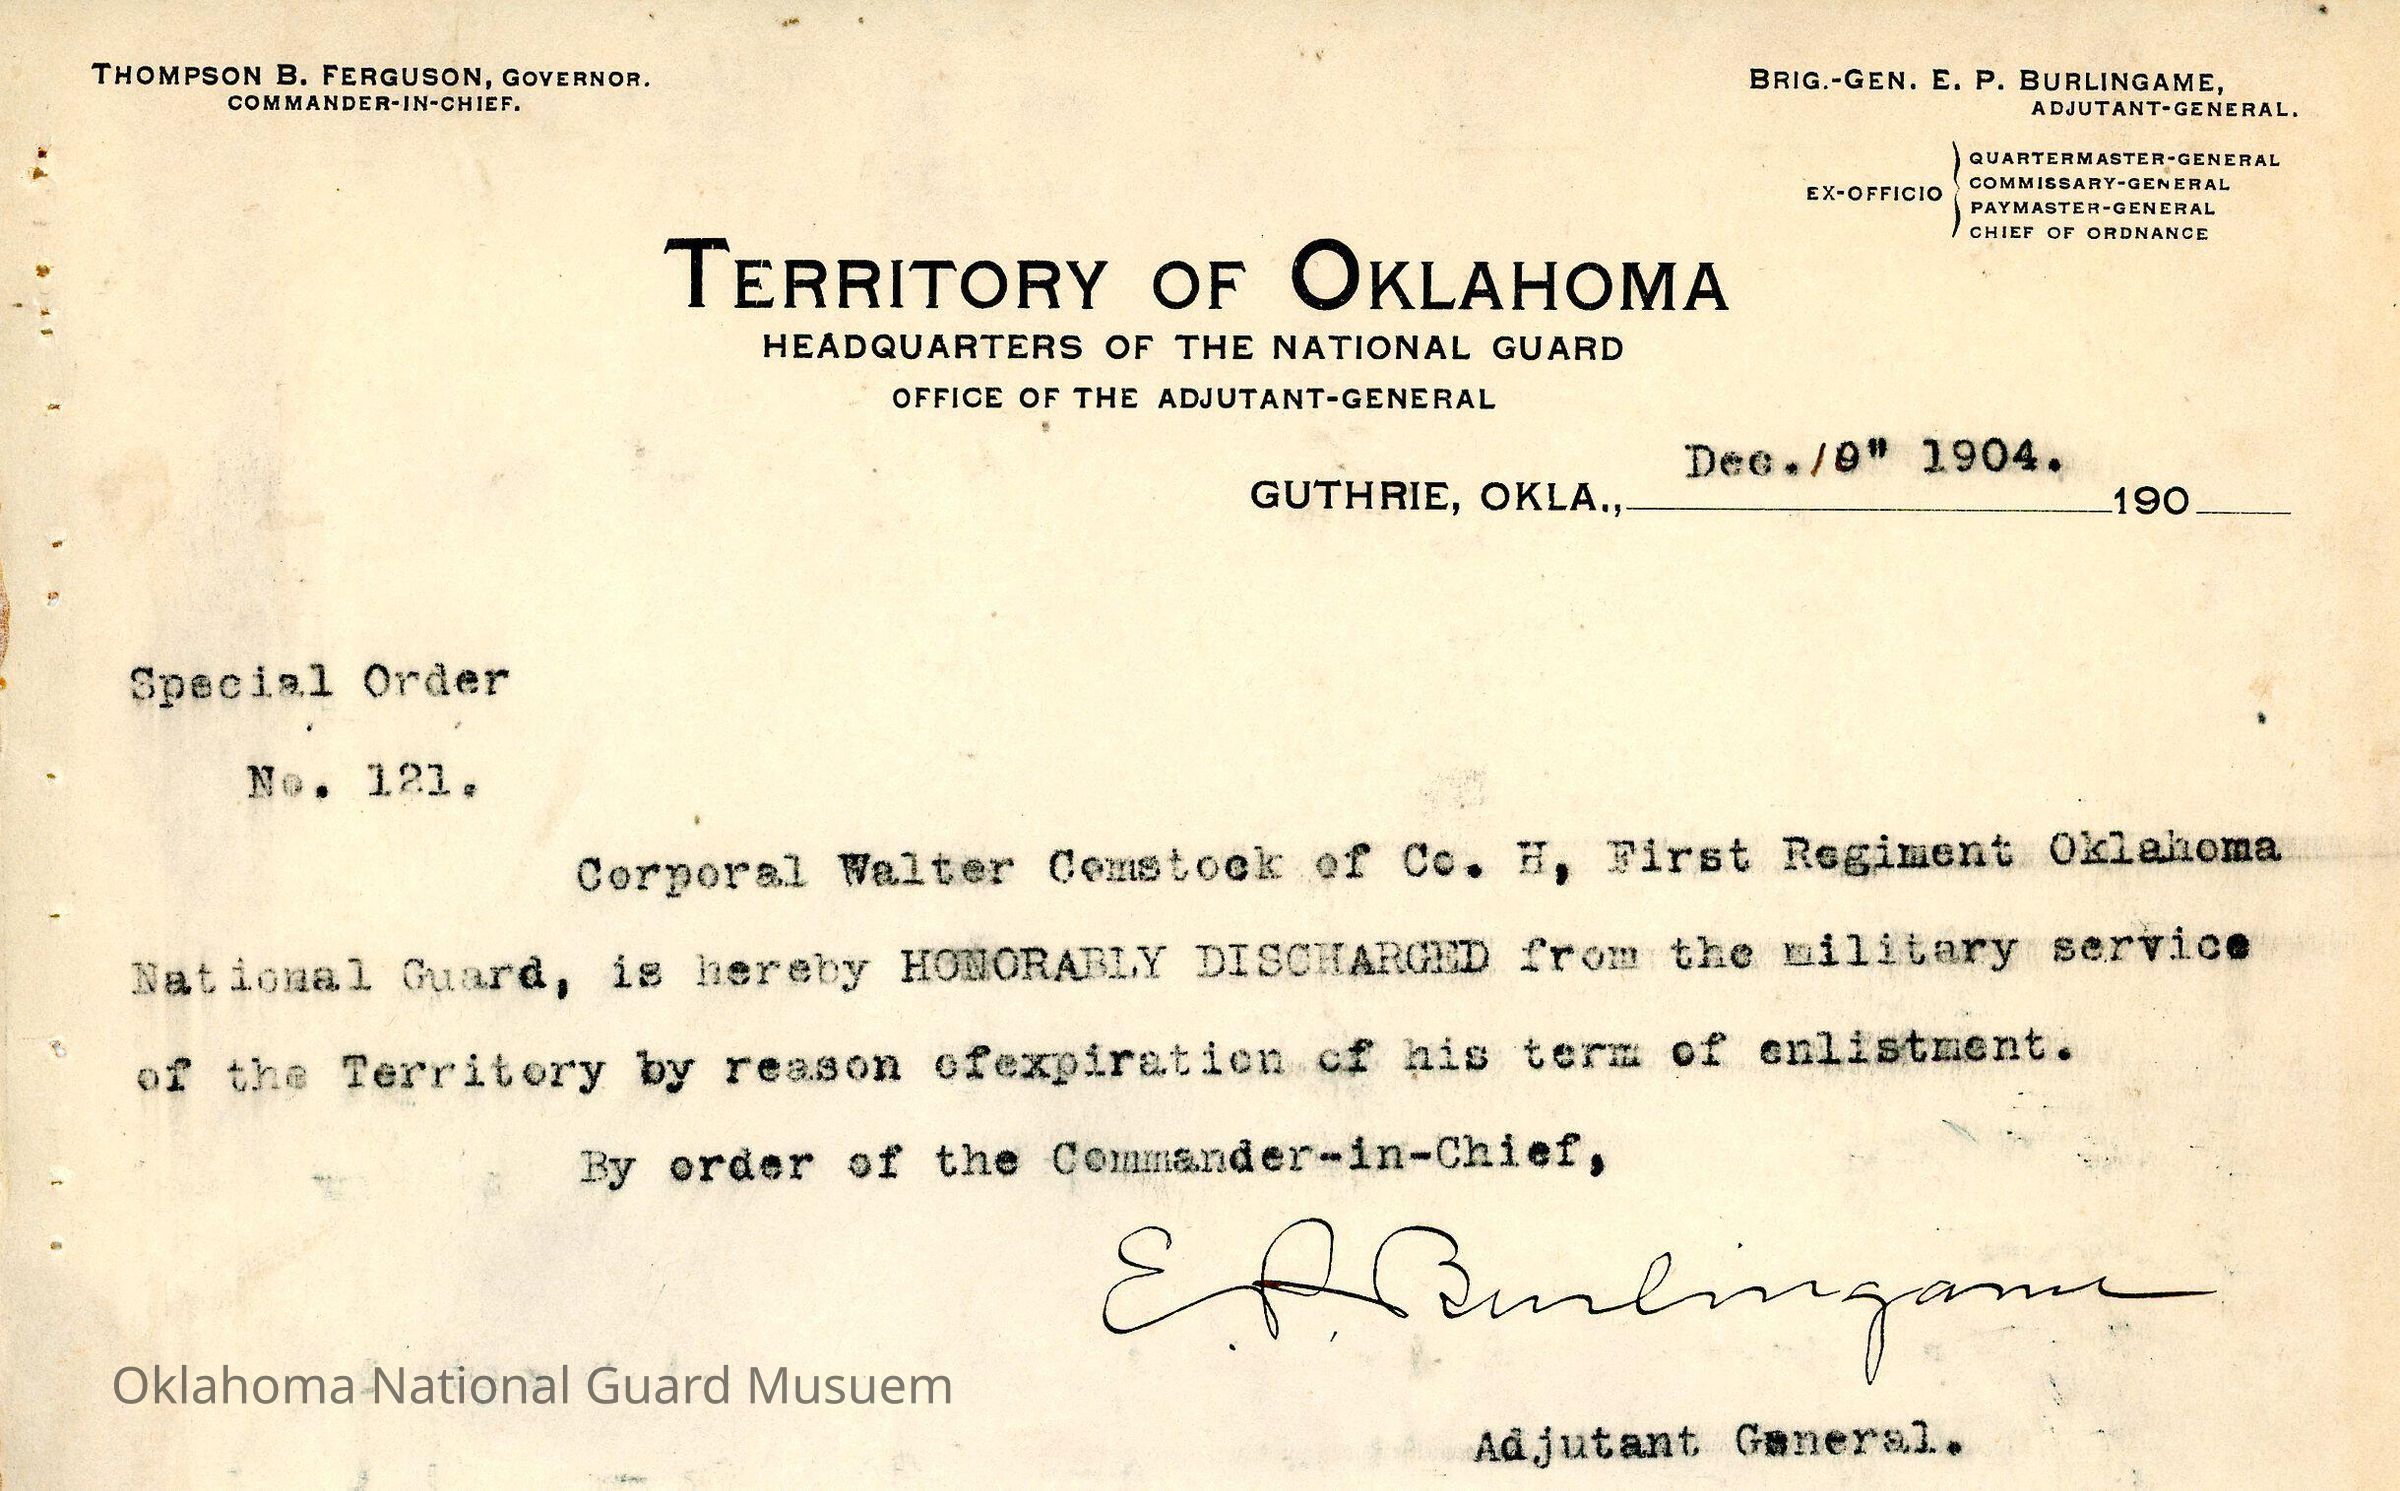 THOMPSON B. FERGUSON, GOVERNOR.
COMMANDER-IN-CHIEF.
BRIG.-GEN. E. P. BURLINGAME,
ADJUTANT-GENERAL.
EX-OFFICIO
QUARTERMASTER-GENERAL
COMMISSARY-GENERAL
PAYMASTER-GENERAL
CHIEF OF ORDNANCE
TERRITORY OF OKLAHOMA
HEADQUARTERS OF THE NATIONAL GUARD
OFFICE OF THE ADJUTANT-GENERAL
Dec. 1904.
GUTHRIE, OKLA., 190
Special Order
No. 121.
Corporal Walter Comstock of Co. H, First Regiment Oklahoma
National Guard, is hereby HONORABLY DISCHARGED from the military service
of the Territory by reason ofexpiration of his term of enlistment.
By order of the Commander-in-Chief,
E. P. Burlingame
Adjutant General.
Oklahoma National Guard Musuem